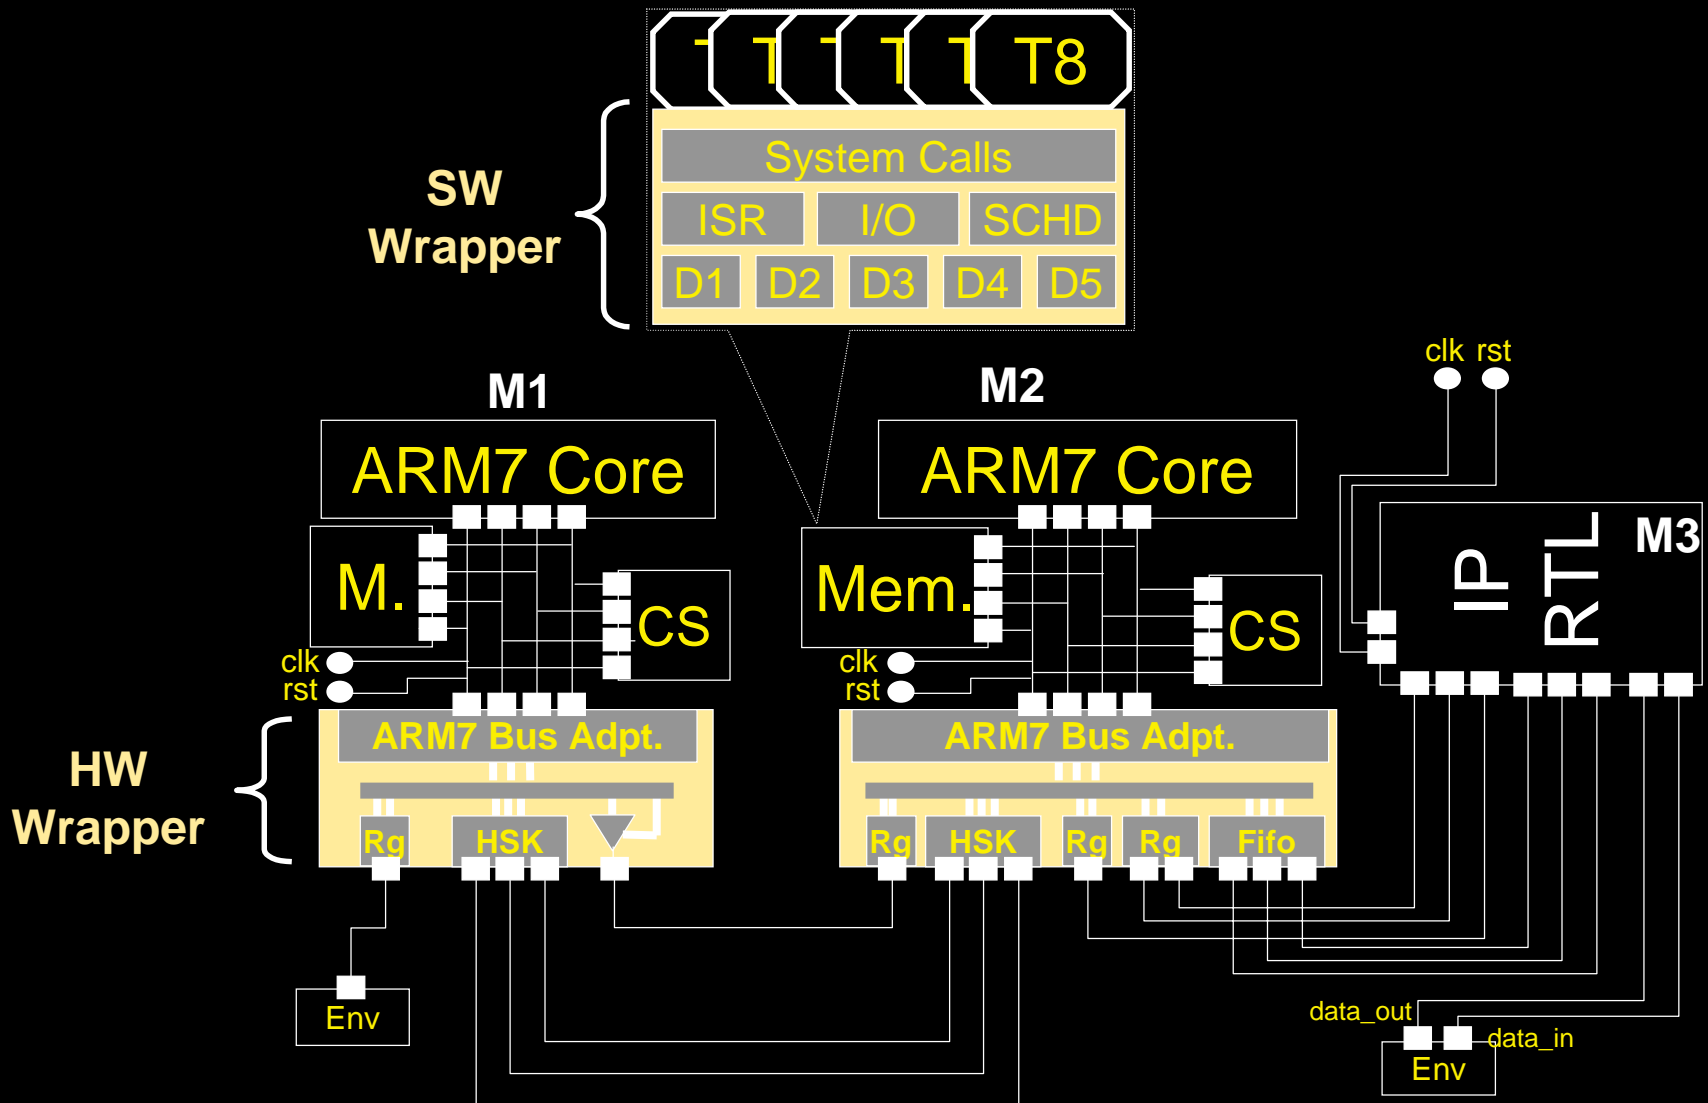 T8
System Calls
SW
Wrapper
ISR I/O SCHD
D1 D2 D3 D4 D5
M1
M2
clk rst
ARM7 Core
ARM7 Core
M.
CS
Mem.
CS
IP
RTL
M3
clk
rst
clk
rst
HW
Wrapper
ARM7 Bus Adpt.
ARM7 Bus Adpt.
Rg HSK
Rg HSK Rg Rg Fifo
Env
data_out
data_in
Env